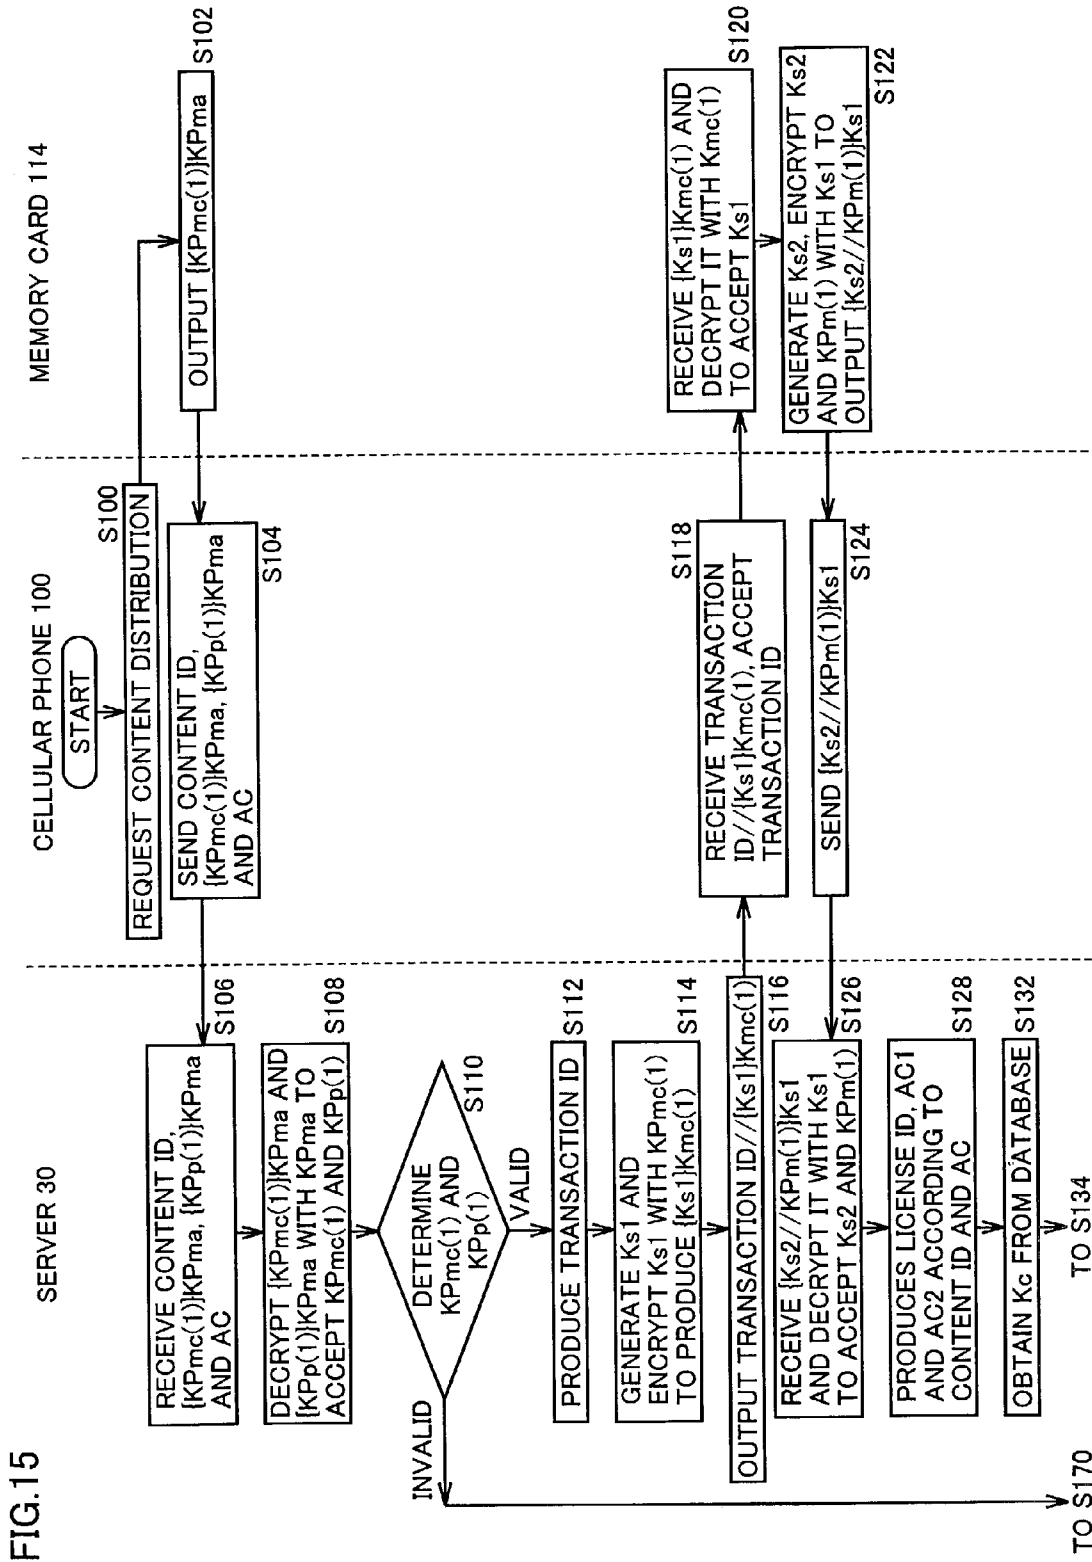 FIG.15
SERVER 30
CELLULAR PHONE 100
MEMORY CARD 114
START
S100
REQUEST CONTENT DISTRIBUTION
S102
OUTPUT {KPmc(1)}KPma
SEND CONTENT ID,
{KPmc(1)}KPma, {KPp(1)}KPma
AND AC
S104
RECEIVE CONTENT ID,
{KPmc(1)}KPma, {KPp(1)}KPma
AND AC
S106
DECRYPT {KPmc(1)}KPma AND
{KPp(1)}KPma WITH KPma TO
ACCEPT KPmc(1) AND KPp(1)
S108
DETERMINE
KPmc(1) AND
KPp(1)
S110
INVALID
VALID
PRODUCE TRANSACTION ID
S112
GENERATE Ks1 AND
ENCRYPT Ks1 WITH KPmc(1)
TO PRODUCE {Ks1}Kmc(1)
S114
OUTPUT TRANSACTION ID//{Ks1}Kmc(1)
S116
S118
RECEIVE TRANSACTION
ID//{Ks1}Kmc(1), ACCEPT
TRANSACTION ID
S120
RECEIVE {Ks1}Kmc(1) AND
DECRYPT IT WITH Kmc(1)
TO ACCEPT Ks1
GENERATE Ks2, ENCRYPT Ks2
AND KPm(1) WITH Ks1 TO
OUTPUT {Ks2//KPm(1)}Ks1
S122
SEND {Ks2//KPm(1)}Ks1
S124
RECEIVE {Ks2//KPm(1)}Ks1
AND DECRYPT IT WITH Ks1
TO ACCEPT Ks2 AND KPm(1)
S126
PRODUCES LICENSE ID, AC1
AND AC2 ACCORDING TO
CONTENT ID AND AC
S128
OBTAIN Kc FROM DATABASE
S132
TO S170
TO S134